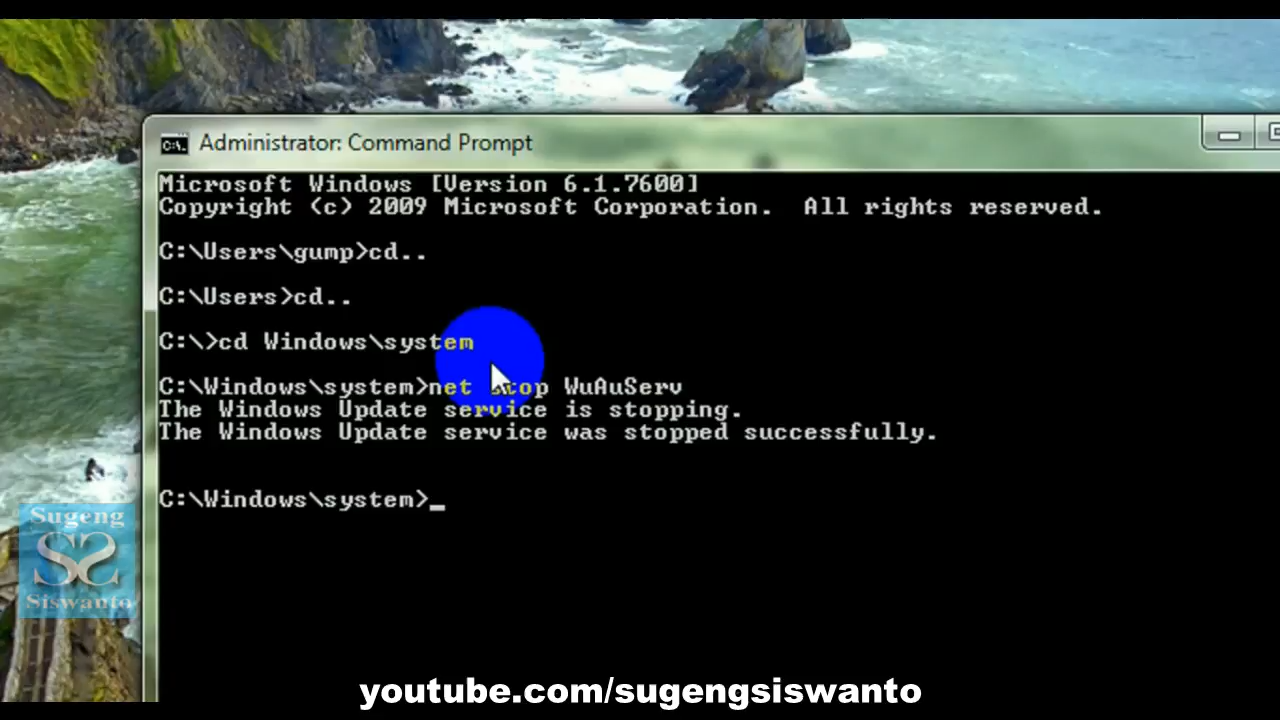 Administrator: Command Prompt
Microsoft Windows [Version 6.1.7600]
Copyright (c) 2009 Microsoft Corporation.  All rights reserved.
C:\Users\gump>cd..
C:\Users>cd..
C:\>cd Windows\system
C:\Windows\system>net stop WuAuServ
The Windows Update service is stopping.
The Windows Update service was stopped successfully.
C:\Windows\system>_
Sugeng
SS
Siswanto
youtube.com/sugengsiswanto